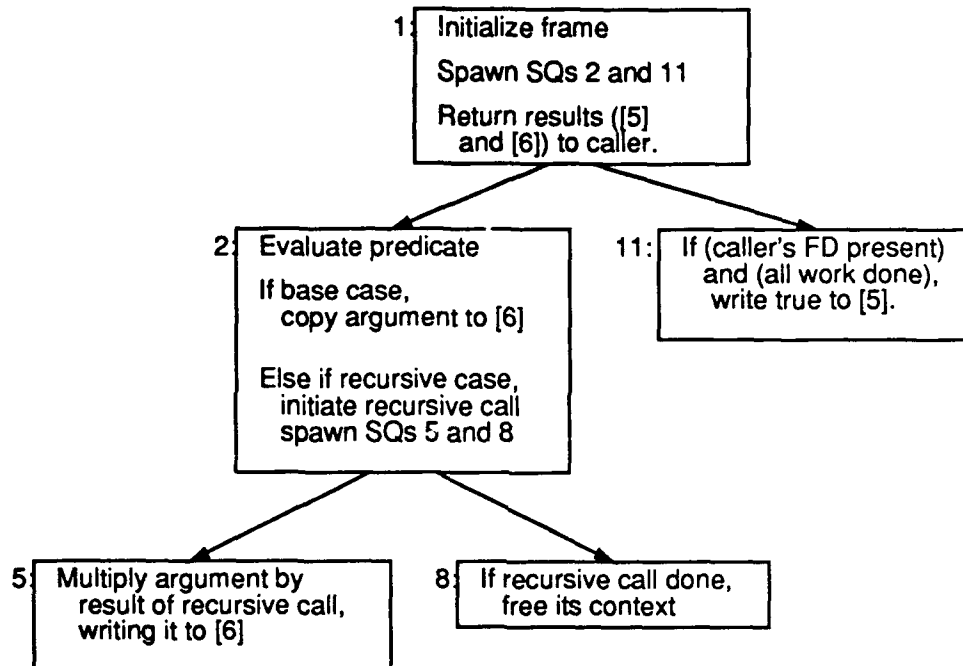 1: Initialize frame
Spawn SQs 2 and 11
Return results ([5]
and [6]) to caller.
2: Evaluate predicate
If base case,
copy argument to [6]
Else if recursive case,
initiate recursive call
spawn SQs 5 and 8
11: If (caller's FD present)
and (all work done),
write true to [5].
5: Multiply argument by
result of recursive call,
writing it to [6]
8: If recursive call done,
free its context